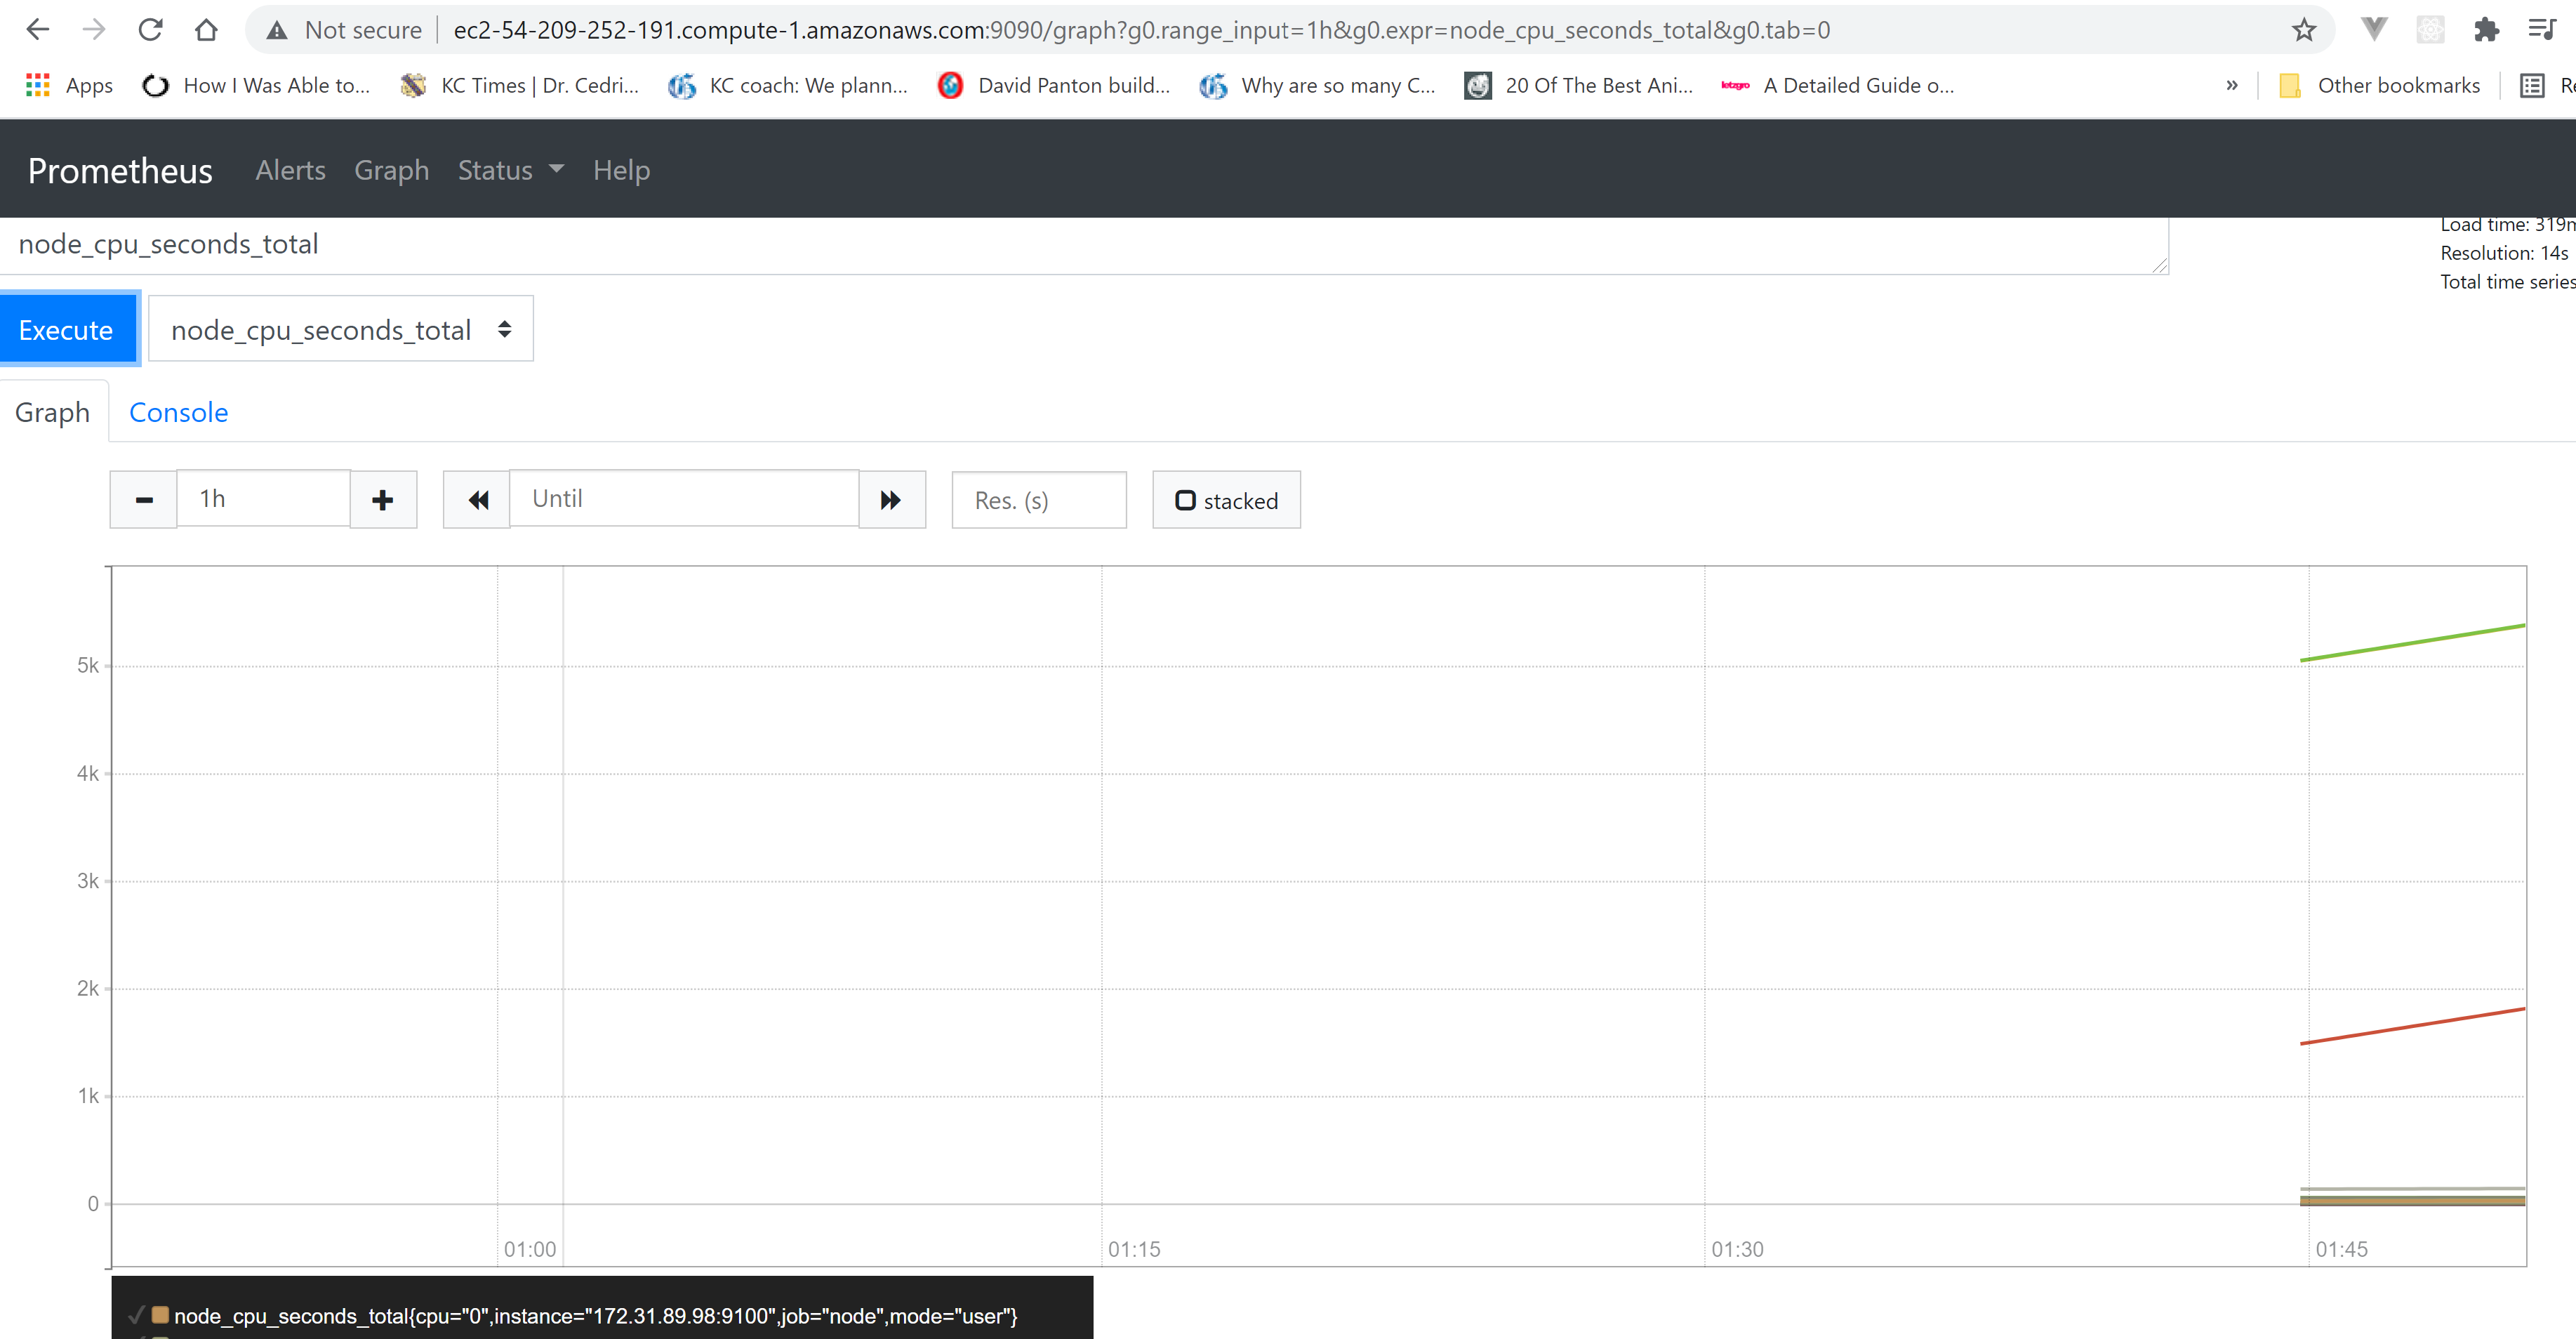 Not secure | ec2-54-209-252-191.compute-1.amazonaws.com:9090/graph?g0.range_input=1h&g0.expr=node_cpu_seconds_total&g0.tab=0
Apps How I Was Able to... KC Times | Dr. Cedri... KC coach: We plann... David Panton build... Why are so many C... 20 Of The Best Ani... letzgro A Detailed Guide o... » Other bookmarks
Prometheus Alerts Graph Status Help
node_cpu_seconds_total
Load time: 319m
Resolution: 14s
Total time series
Execute node_cpu_seconds_total
Graph Console
1h Until Res. (s) stacked
5k
4k
3k
2k
1k
0
01:00 01:15 01:30 01:45
node_cpu_seconds_total{cpu="0",instance="172.31.89.98:9100",job="node",mode="user"}